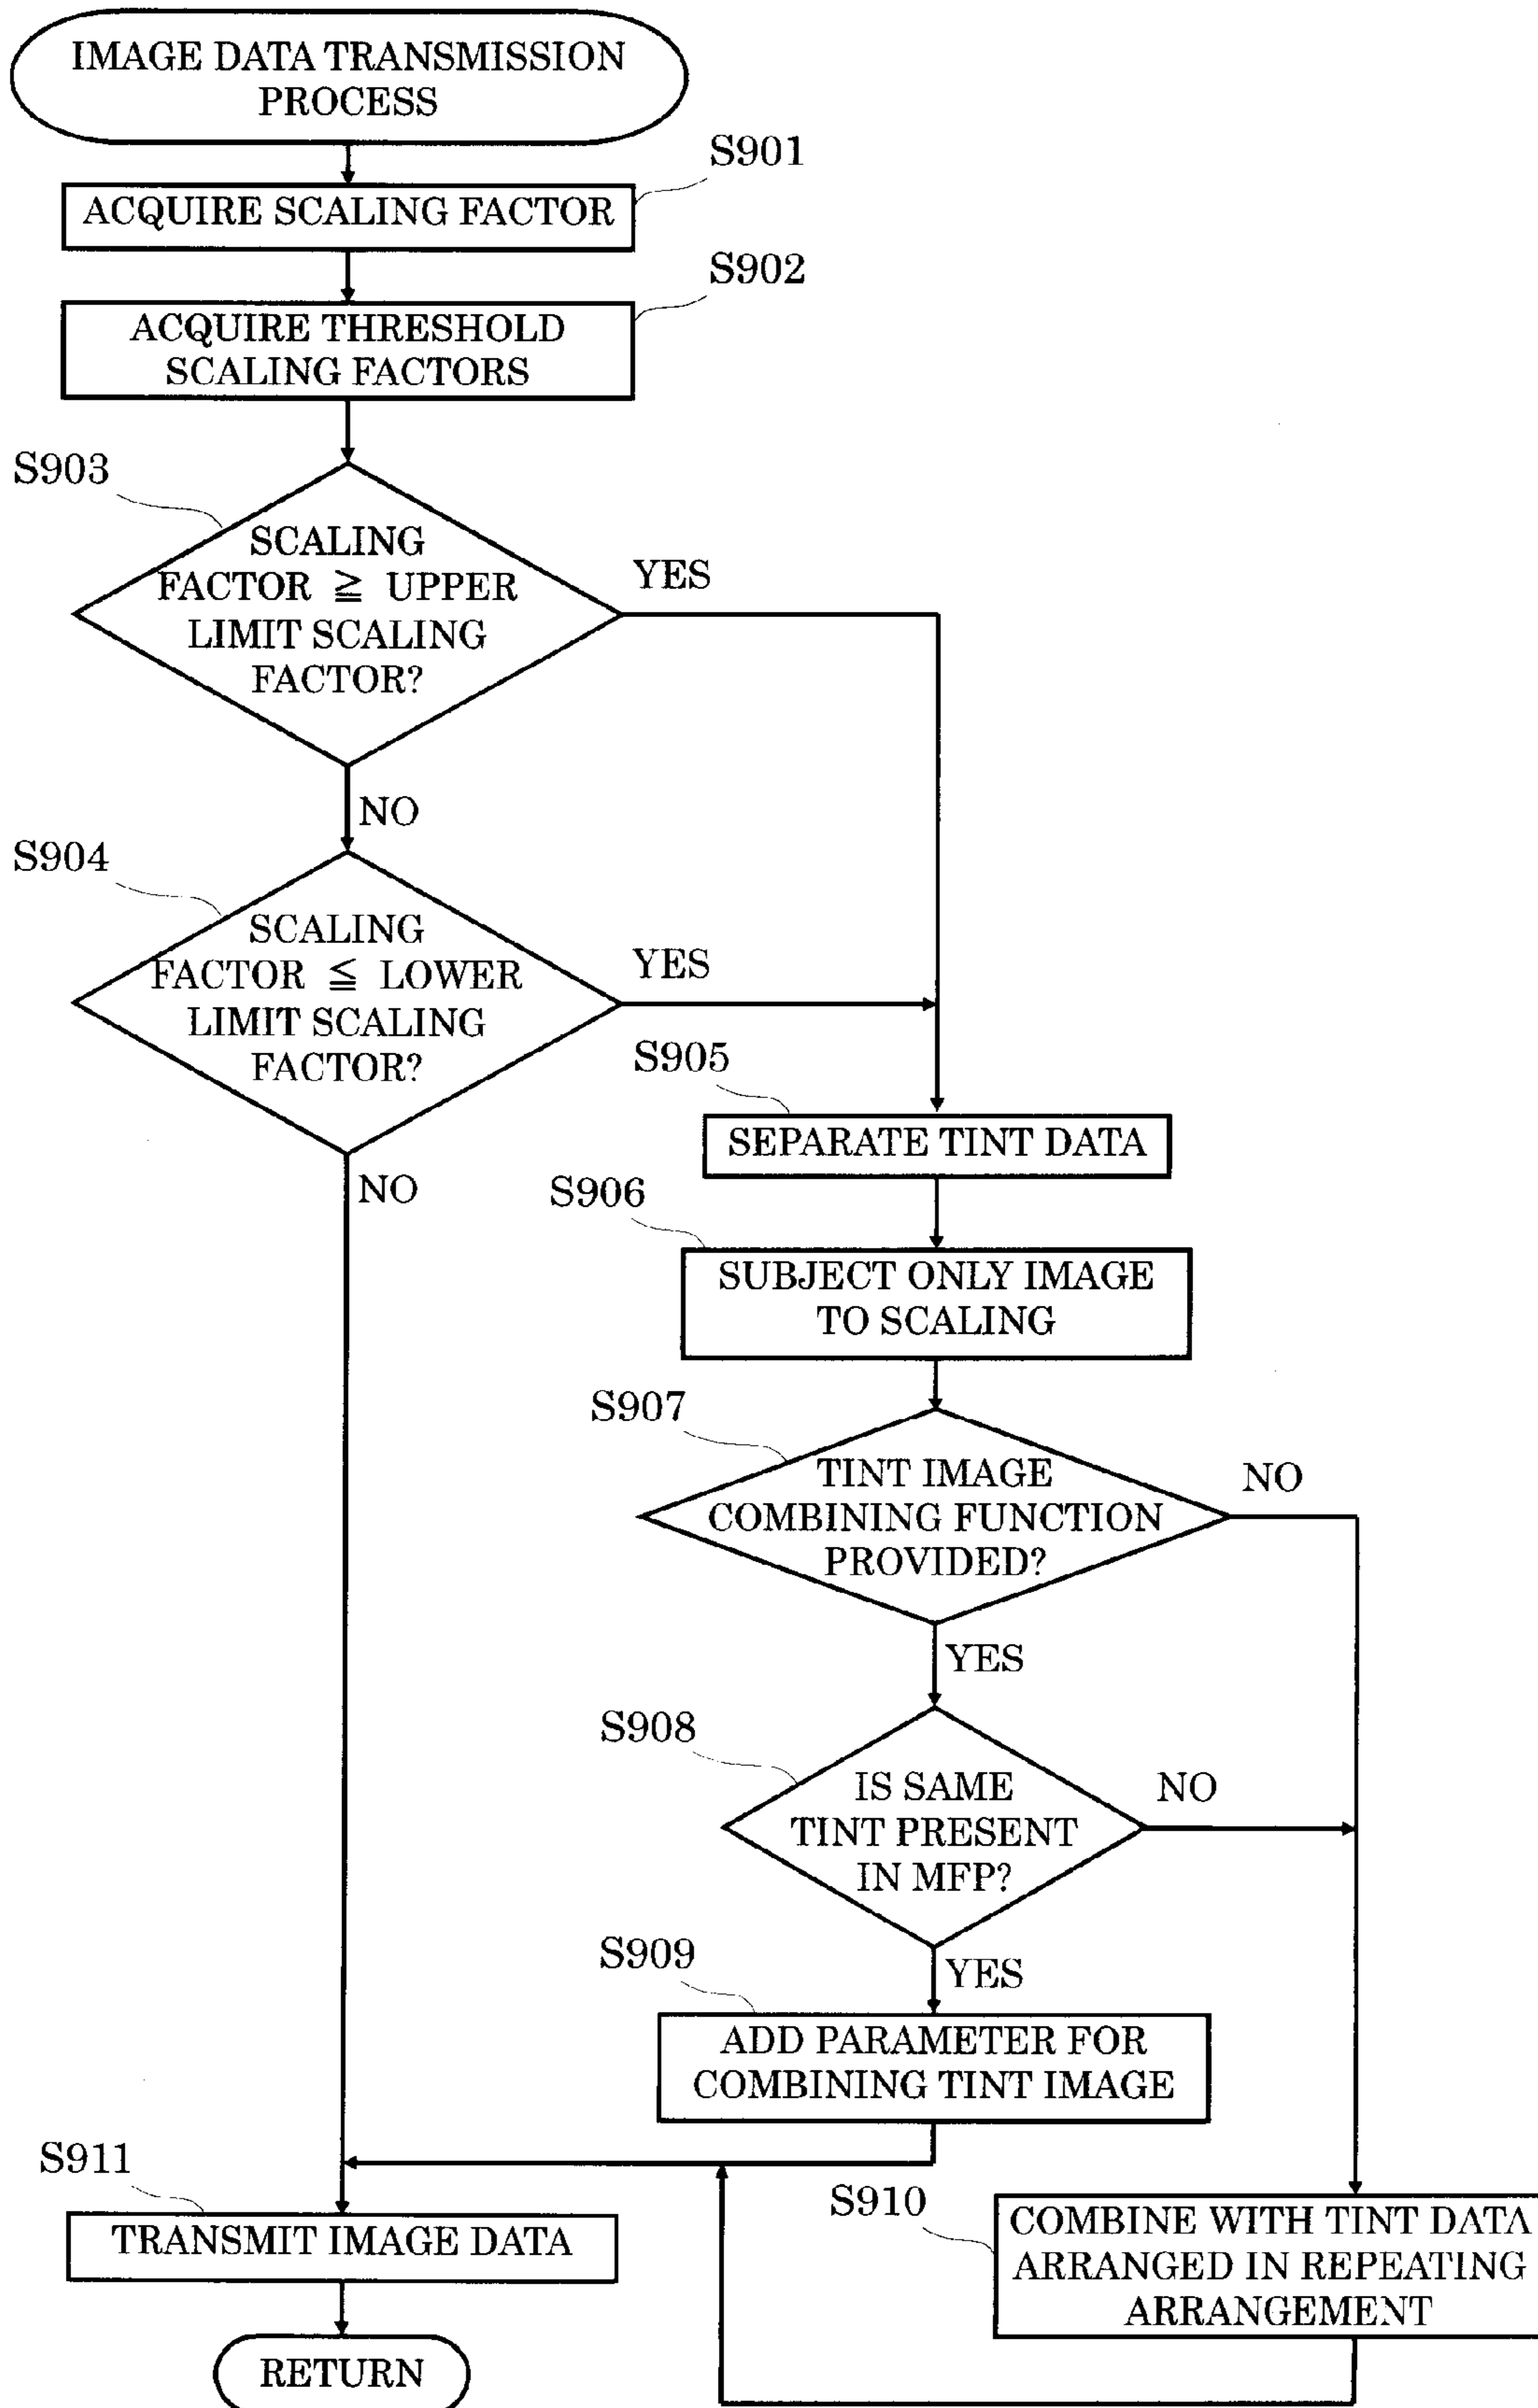 IMAGE DATA TRANSMISSION
PROCESS
S901
ACQUIRE SCALING FACTOR
S902
ACQUIRE THRESHOLD
SCALING FACTORS
S903
SCALING
FACTOR ≧ UPPER
LIMIT SCALING
FACTOR?
YES
NO
S904
SCALING
FACTOR ≦ LOWER
LIMIT SCALING
FACTOR?
YES
NO
S905
SEPARATE TINT DATA
S906
SUBJECT ONLY IMAGE
TO SCALING
S907
TINT IMAGE
COMBINING FUNCTION
PROVIDED?
NO
YES
S908
IS SAME
TINT PRESENT
IN MFP?
NO
YES
S909
ADD PARAMETER FOR
COMBINING TINT IMAGE
S910
COMBINE WITH TINT DATA
ARRANGED IN REPEATING
ARRANGEMENT
S911
TRANSMIT IMAGE DATA
RETURN